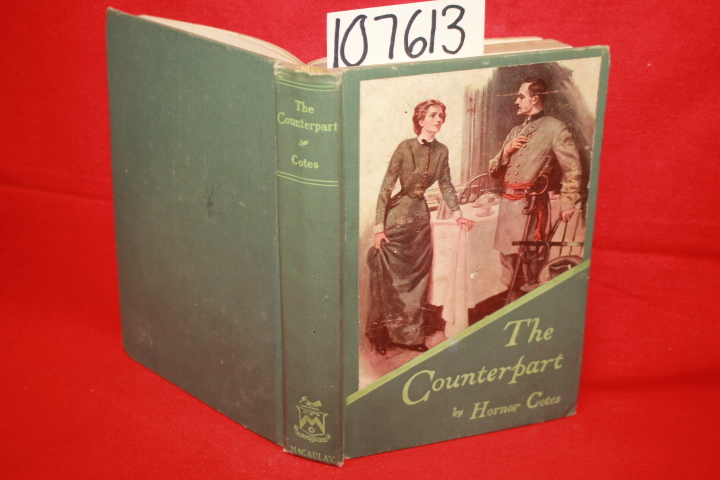 107613
The
Counterpart
Cotes
MACAULAY
The
Counterpart
by Hornor Cotes